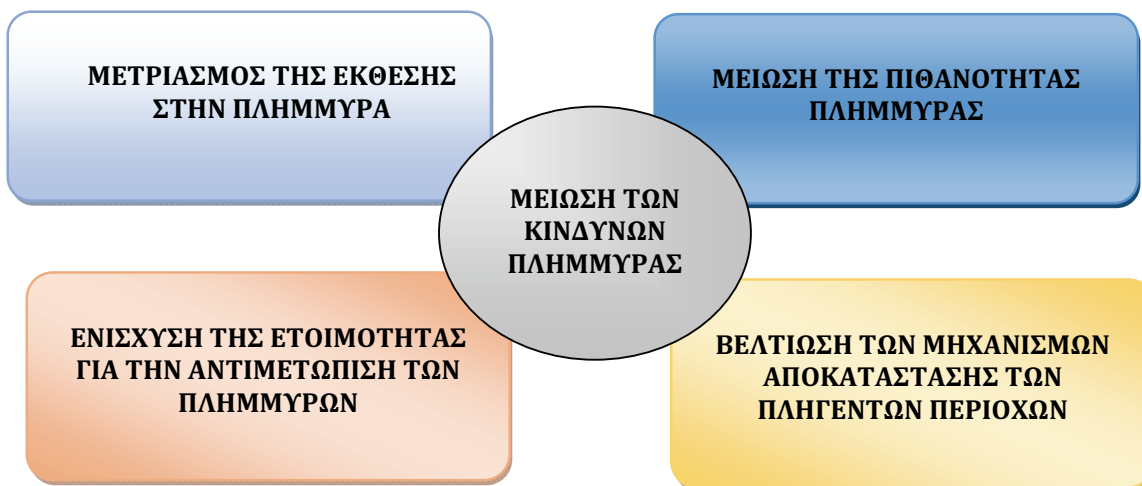 ΜΕΤΡΙΑΣΜΟΣ ΤΗΣ ΕΚΘΕΣΗΣ
ΣΤΗΝ ΠΛΗΜΜΥΡΑ
ΜΕΙΩΣΗ ΤΗΣ ΠΙΘΑΝΟΤΗΤΑΣ
ΠΛΗΜΜΥΡΑΣ
ΜΕΙΩΣΗ ΤΩΝ
ΚΙΝΔΥΝΩΝ
ΠΛΗΜΜΥΡΑΣ
ΕΝΙΣΧΥΣΗ ΤΗΣ ΕΤΟΙΜΟΤΗΤΑΣ
ΓΙΑ ΤΗΝ ΑΝΤΙΜΕΤΩΠΙΣΗ ΤΩΝ
ΠΛΗΜΜΥΡΩΝ
ΒΕΛΤΙΩΣΗ ΤΩΝ ΜΗΧΑΝΙΣΜΩΝ
ΑΠΟΚΑΤΑΣΤΑΣΗΣ ΤΩΝ
ΠΛΗΓΕΝΤΩΝ ΠΕΡΙΟΧΩΝ